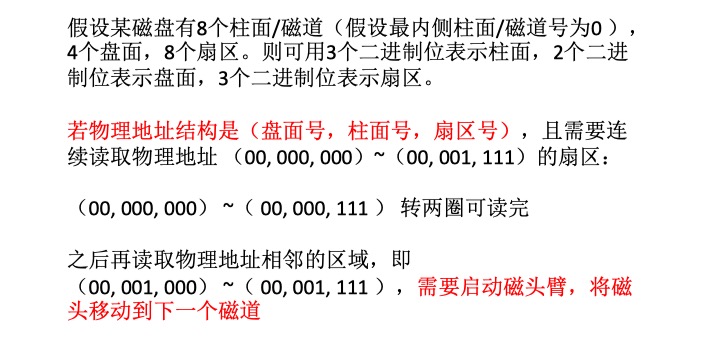 假设某磁盘有8个柱面/磁道（假设最内侧柱面/磁道号为0），
4个盘面，8个扇区。则可用3个二进制位表示柱面，2个二进
制位表示盘面，3个二进制位表示扇区。
若物理地址结构是（盘面号，柱面号，扇区号），且需要连
续读取物理地址 （00, 000, 000）~（00, 001, 111）的扇区：
（00, 000, 000） ~（ 00, 000, 111 ） 转两圈可读完
之后再读取物理地址相邻的区域，即
（00, 001, 000） ~（ 00, 001, 111 ），需要启动磁头臂，将磁
头移动到下一个磁道